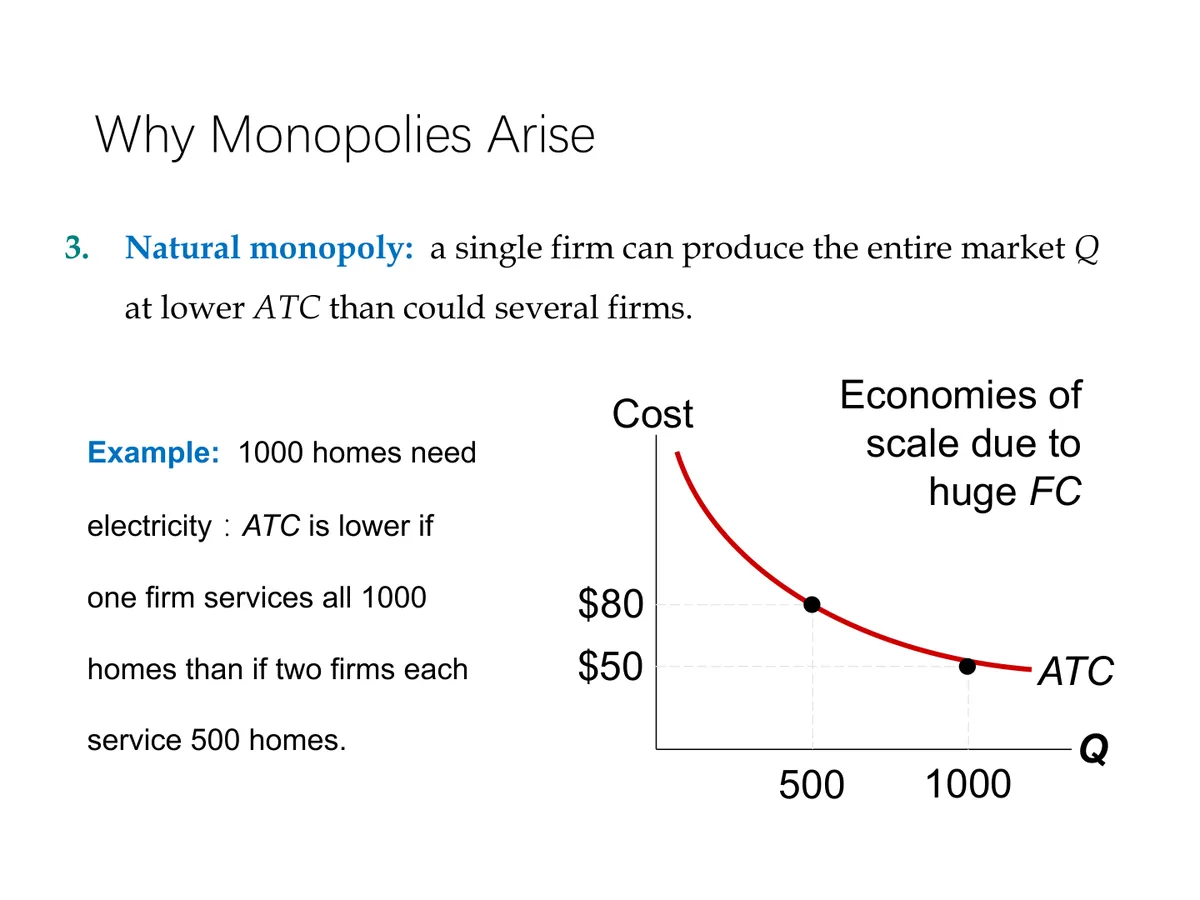 Why Monopolies Arise
3. Natural monopoly: a single firm can produce the entire market Q
at lower ATC than could several firms.
Example: 1000 homes need
electricity：ATC is lower if
one firm services all 1000
homes than if two firms each
service 500 homes.
Economies of
scale due to
huge FC
Cost
$80
$50
ATC
Q
500
1000